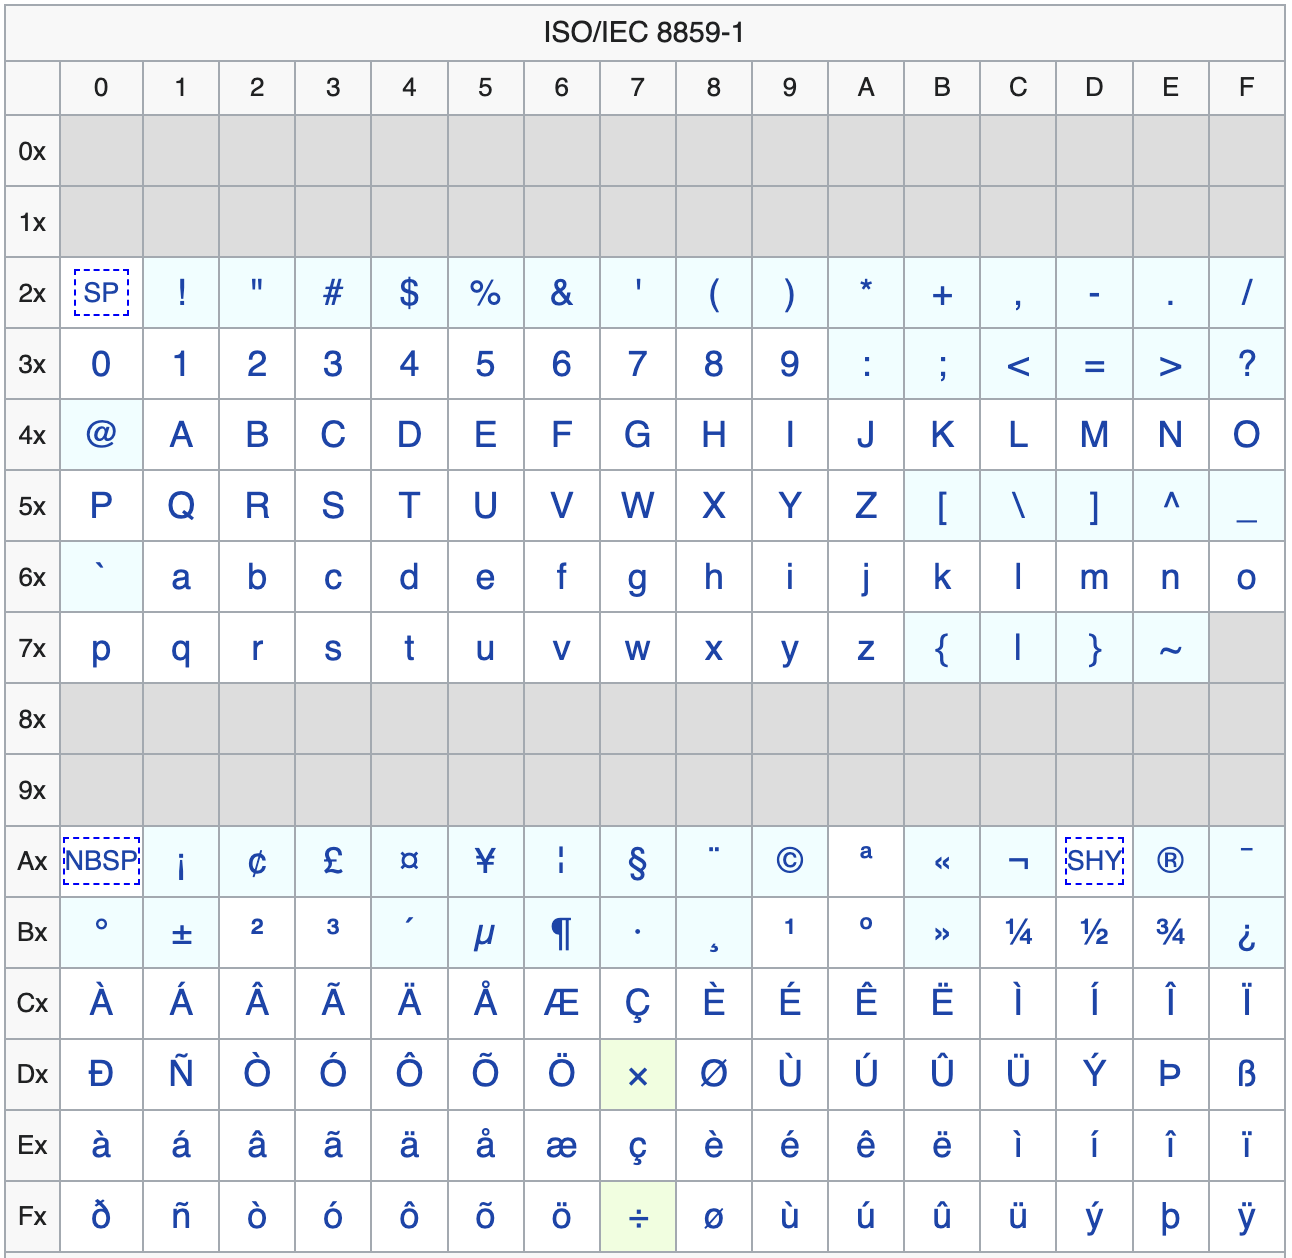 ISO/IEC 8859-1
0 1 2 3 4 5 6 7 8 9 A B C D E F
0x
1x
2x SP ! " # $ % & ' ( ) * + , - . /
3x 0 1 2 3 4 5 6 7 8 9 : ; < = > ?
4x @ A B C D E F G H I J K L M N O
5x P Q R S T U V W X Y Z [ \ ] ^ _
6x ` a b c d e f g h i j k l m n o
7x p q r s t u v w x y z { | } ~
8x
9x
Ax NBSP ¡ ¢ £ ¤ ¥ ¦ § ¨ © ª « ¬ SHY ® ¯
Bx ° ± ² ³ ´ µ ¶ · ¸ ¹ º » ¼ ½ ¾ ¿
Cx À Á Â Ã Ä Å Æ Ç È É Ê Ë Ì Í Î Ï
Dx Ð Ñ Ò Ó Ô Õ Ö × Ø Ù Ú Û Ü Ý Þ ß
Ex à á â ã ä å æ ç è é ê ë ì í î ï
Fx ð ñ ò ó ô õ ö ÷ ø ù ú û ü ý þ ÿ